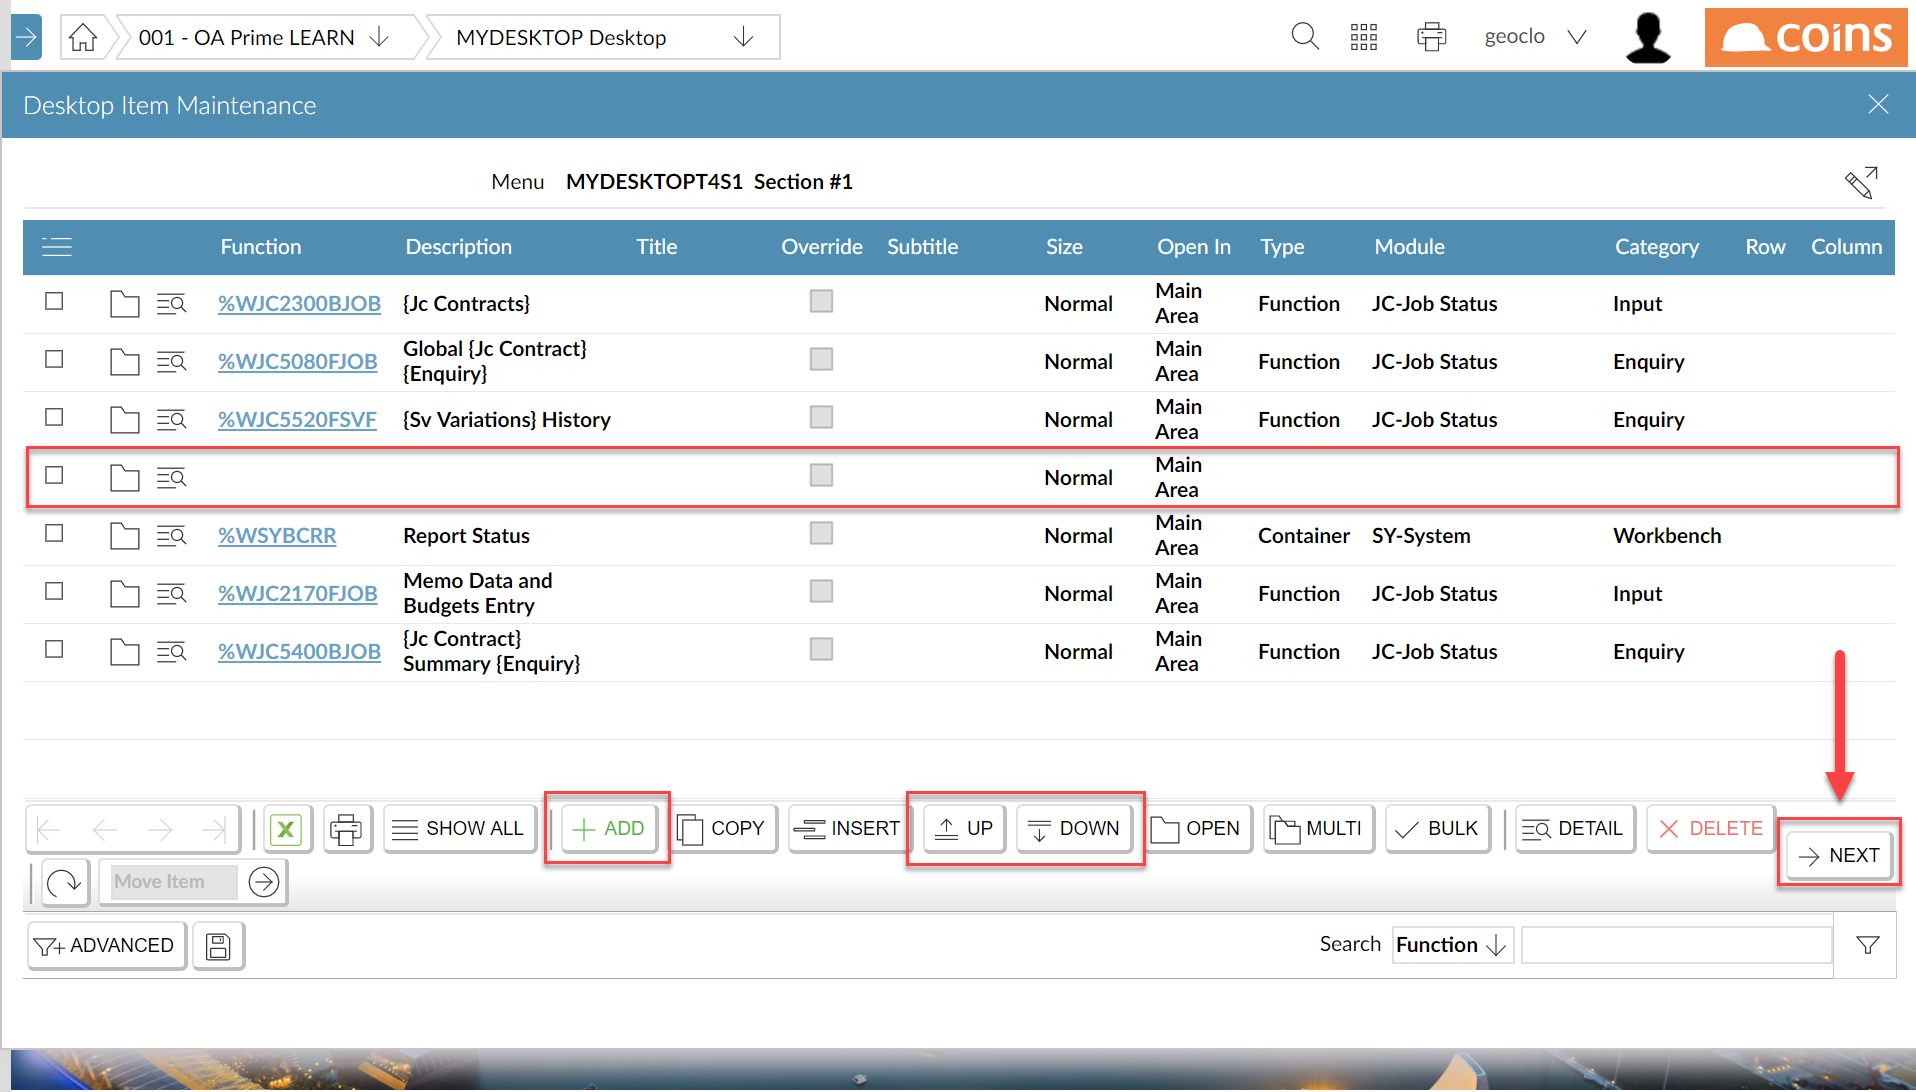 001 - OA Prime LEARN
MYDESKTOP Desktop
geoclo
coins
Desktop Item Maintenance
Menu MYDESKTOPT4S1 Section #1
Function Description Title Override Subtitle Size Open In Type Module Category Row Column
%WJC2300BJOB {Jc Contracts} Normal Main Area Function JC-Job Status Input
%WJC5080FJOB Global {Jc Contract} {Enquiry} Normal Main Area Function JC-Job Status Enquiry
%WJC5520FSVF {Sv Variations} History Normal Main Area Function JC-Job Status Enquiry
Normal Main Area
%WSYBCRR Report Status Normal Main Area Container SY-System Workbench
%WJC2170FJOB Memo Data and Budgets Entry Normal Main Area Function JC-Job Status Input
%WJC5400BJOB {Jc Contract} Summary {Enquiry} Normal Main Area Function JC-Job Status Enquiry
X SHOW ALL ADD COPY INSERT UP DOWN OPEN MULTI BULK DETAIL DELETE NEXT
Move Item
ADVANCED Search Function